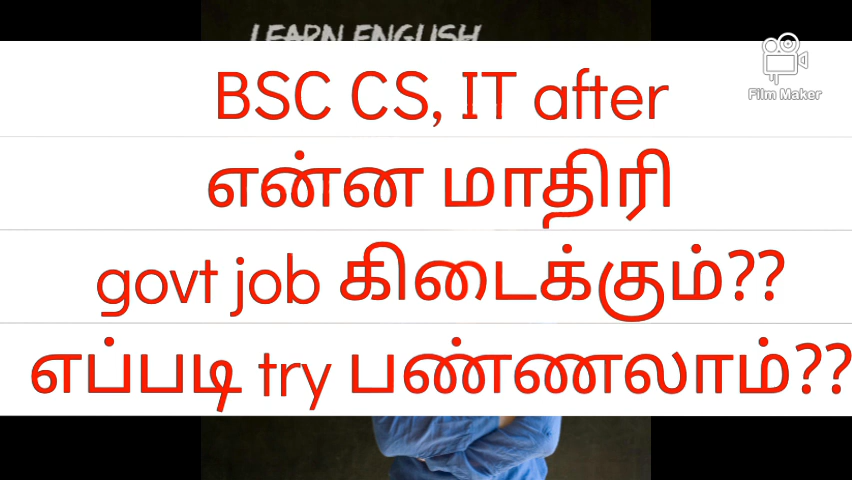 LEARN ENGLISH
BSC CS, IT after
என்ன மாதிரி
govt job கிடைக்கும்??
எப்படி try பண்ணலாம்??
Film Maker